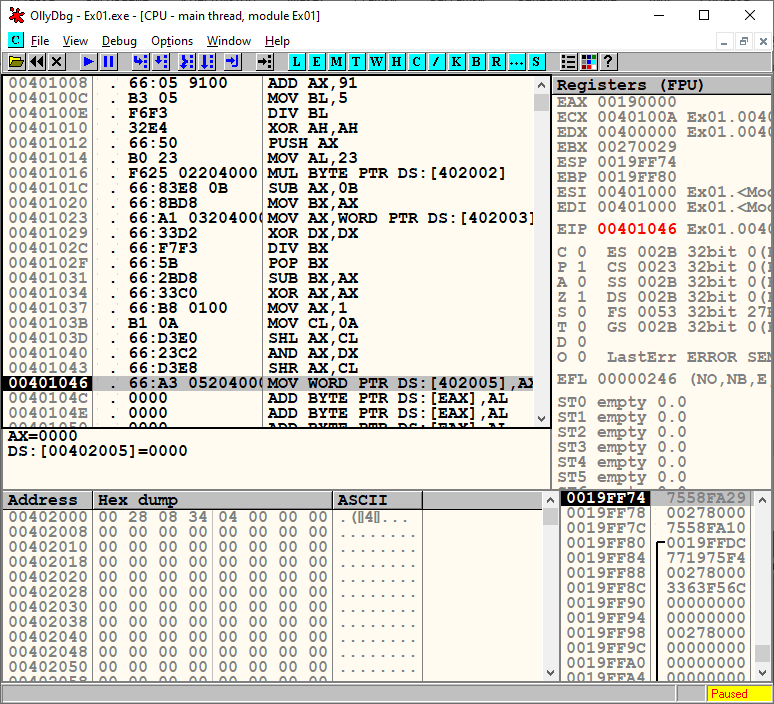 OllyDbg - Ex01.exe - [CPU - main thread, module Ex01]
C File View Debug Options Window Help
L E M T W H C / K B R ... S ?
00401008 . 66:05 9100 ADD AX,91
0040100C . B3 05 MOV BL,5
0040100E . F6F3 DIV BL
00401010 . 32E4 XOR AH,AH
00401012 . 66:50 PUSH AX
00401014 . B0 23 MOV AL,23
00401016 . F625 02204000 MUL BYTE PTR DS:[402002]
0040101C . 66:83E8 0B SUB AX,0B
00401020 . 66:8BD8 MOV BX,AX
00401023 . 66:A1 03204000 MOV AX,WORD PTR DS:[402003]
00401029 . 66:33D2 XOR DX,DX
0040102C . 66:F7F3 DIV BX
0040102F . 66:5B POP BX
00401031 . 66:2BD8 SUB BX,AX
00401034 . 66:33C0 XOR AX,AX
00401037 . 66:B8 0100 MOV AX,1
0040103B . B1 0A MOV CL,0A
0040103D . 66:D3E0 SHL AX,CL
00401040 . 66:23C2 AND AX,DX
00401043 . 66:D3E8 SHR AX,CL
00401046 . 66:A3 05204000 MOV WORD PTR DS:[402005],AX
0040104C . 0000 ADD BYTE PTR DS:[EAX],AL
0040104E . 0000 ADD BYTE PTR DS:[EAX],AL
AX=0000
DS:[00402005]=0000
Registers (FPU)
EAX 00190000
ECX 0040100A Ex01.0040
EDX 00400000 Ex01.0040
EBX 00270029
ESP 0019FF74
EBP 0019FF80
ESI 00401000 Ex01.<Mod
EDI 00401000 Ex01.<Mod
EIP 00401046 Ex01.0040
C 0 ES 002B 32bit 0(
P 1 CS 0023 32bit 0(
A 0 SS 002B 32bit 0(
Z 1 DS 002B 32bit 0(
S 0 FS 0053 32bit 27
T 0 GS 002B 32bit 0(
D 0
O 0 LastErr ERROR SEM
EFL 00000246 (NO,NB,E
ST0 empty 0.0
ST1 empty 0.0
ST2 empty 0.0
ST3 empty 0.0
ST4 empty 0.0
ST5 empty 0.0
Address Hex dump ASCII
00402000 00 28 08 34 04 00 00 00 .(4...
00402008 00 00 00 00 00 00 00 00 ........
00402010 00 00 00 00 00 00 00 00 ........
00402018 00 00 00 00 00 00 00 00 ........
00402020 00 00 00 00 00 00 00 00 ........
00402028 00 00 00 00 00 00 00 00 ........
00402030 00 00 00 00 00 00 00 00 ........
00402038 00 00 00 00 00 00 00 00 ........
00402040 00 00 00 00 00 00 00 00 ........
00402048 00 00 00 00 00 00 00 00 ........
00402050 00 00 00 00 00 00 00 00 ........
00402058 00 00 00 00 00 00 00 00
0019FF74 7558FA29
0019FF78 00278000
0019FF7C 7558FA10
0019FF80 0019FFDC
0019FF84 771975F4
0019FF88 00278000
0019FF8C 3363F56C
0019FF90 00000000
0019FF94 00000000
0019FF98 00278000
0019FF9C 00000000
0019FFA0 00000000
0019FFA4 00000000
Paused